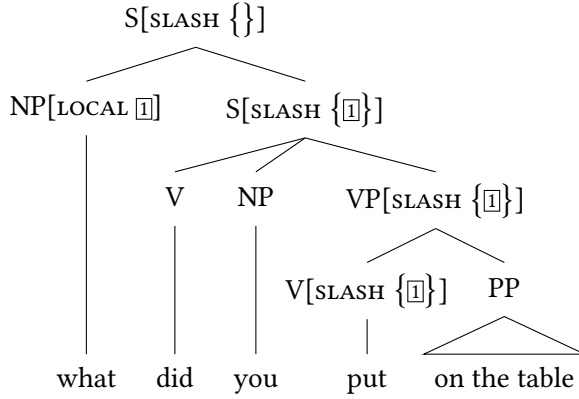 S[SLASH {}]
NP[LOCAL 1] S[SLASH {1}]
V NP VP[SLASH {1}]
V[SLASH {1}] PP
what did you put on the table